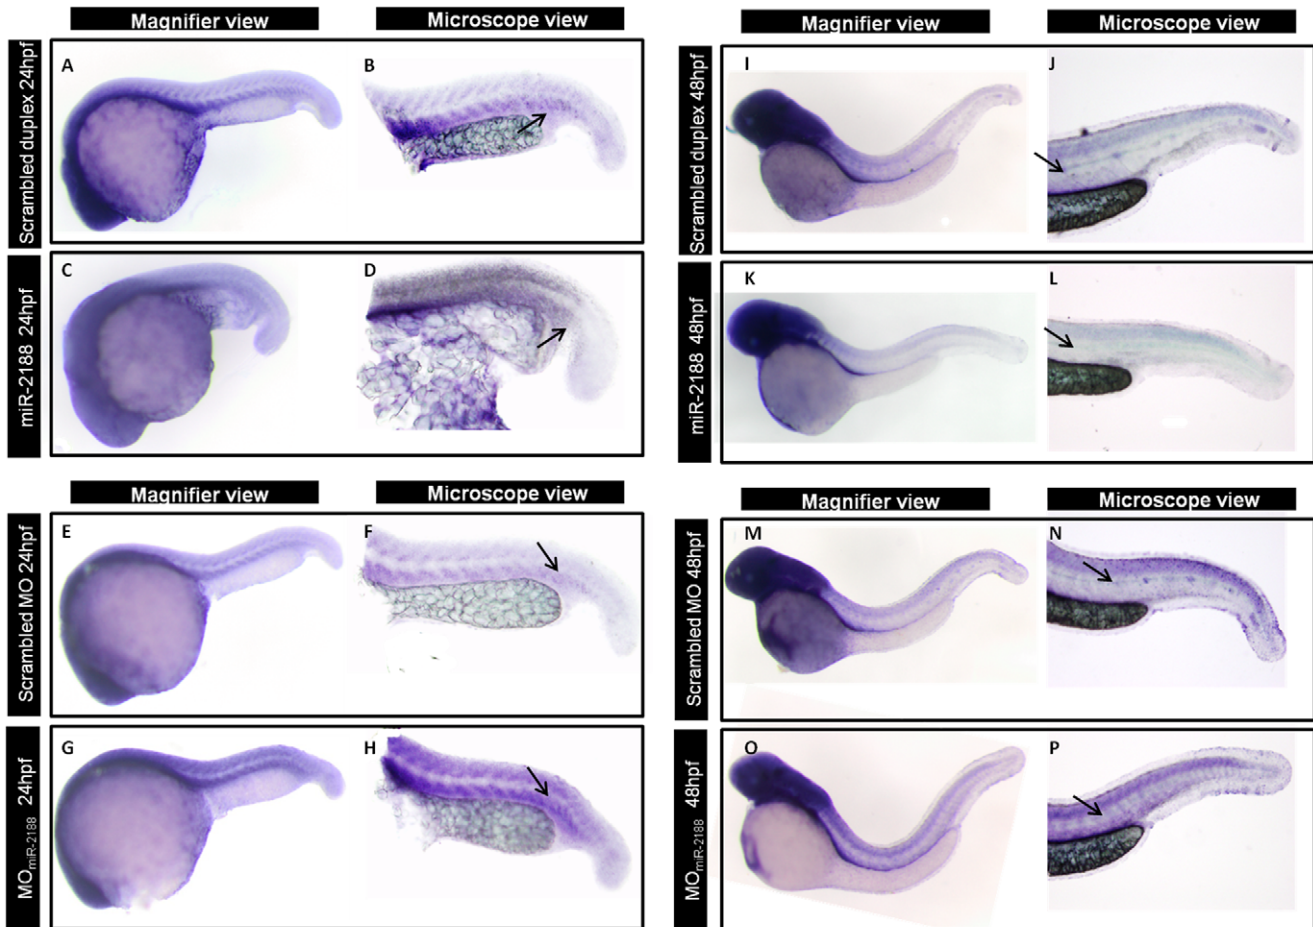 Magnifier view
Microscope view
Scrambled duplex 24hpf
A
B
miR-2188 24hpf
C
D
Magnifier view
Microscope view
Scrambled duplex 48hpf
I
J
miR-2188 48hpf
K
L
Magnifier view
Microscope view
Scrambled MO 24hpf
E
F
MOmiR-2188 24hpf
G
H
Magnifier view
Microscope view
Scrambled MO 48hpf
M
N
MOmiR-2188 48hpf
O
P